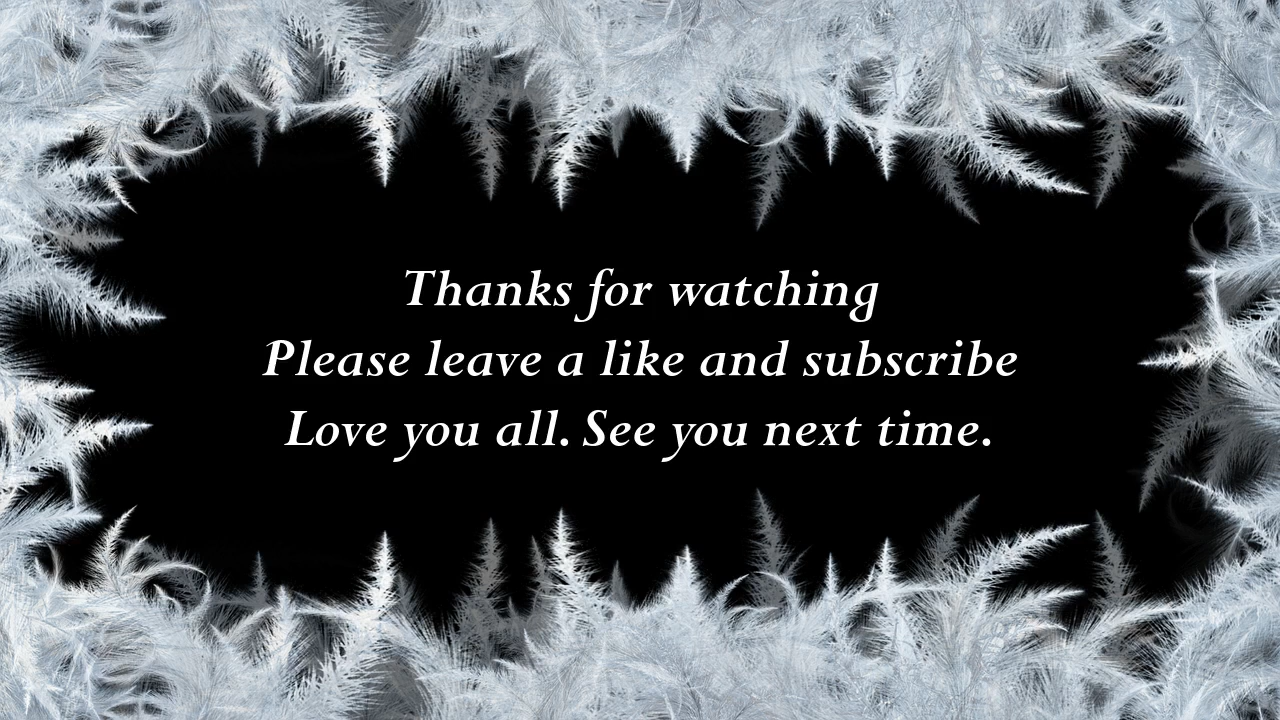 Thanks for watching
Please leave a like and subscribe
Love you all. See you next time.